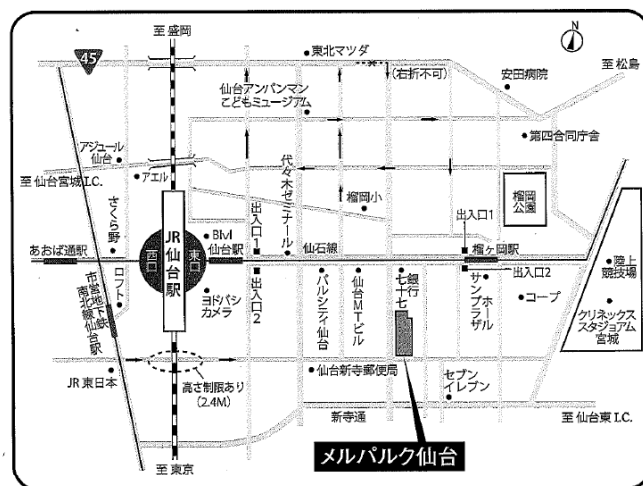 至 盛岡
N
45
東北マツダ
(右折不可)
安田病院
至 松島
仙台アンパンマン
こどもミュージアム
第四合同庁舎
アジュール
仙台
至 仙台宮城I.C.
アエル
代々木ゼミナール
榴岡小
榴岡
公園
さくら野
BIVI
出入口1
出入口1
あおば通駅
西口
JR仙台駅
東口
仙石線
仙台駅
榴ヶ岡駅
陸上
競技場
ロフト
市営地下鉄
南北線仙台駅
ヨドバシ
カメラ
出入口2
パルシティ仙台
仙台MTビル
七十七
銀行
サンプラザ
ホール
出入口2
コープ
クリネックス
スタジアム
宮城
JR東日本
高さ制限あり
(2.4M)
仙台新寺郵便局
セブン
イレブン
新寺通
至 仙台東I.C.
メルパルク仙台
至 東京